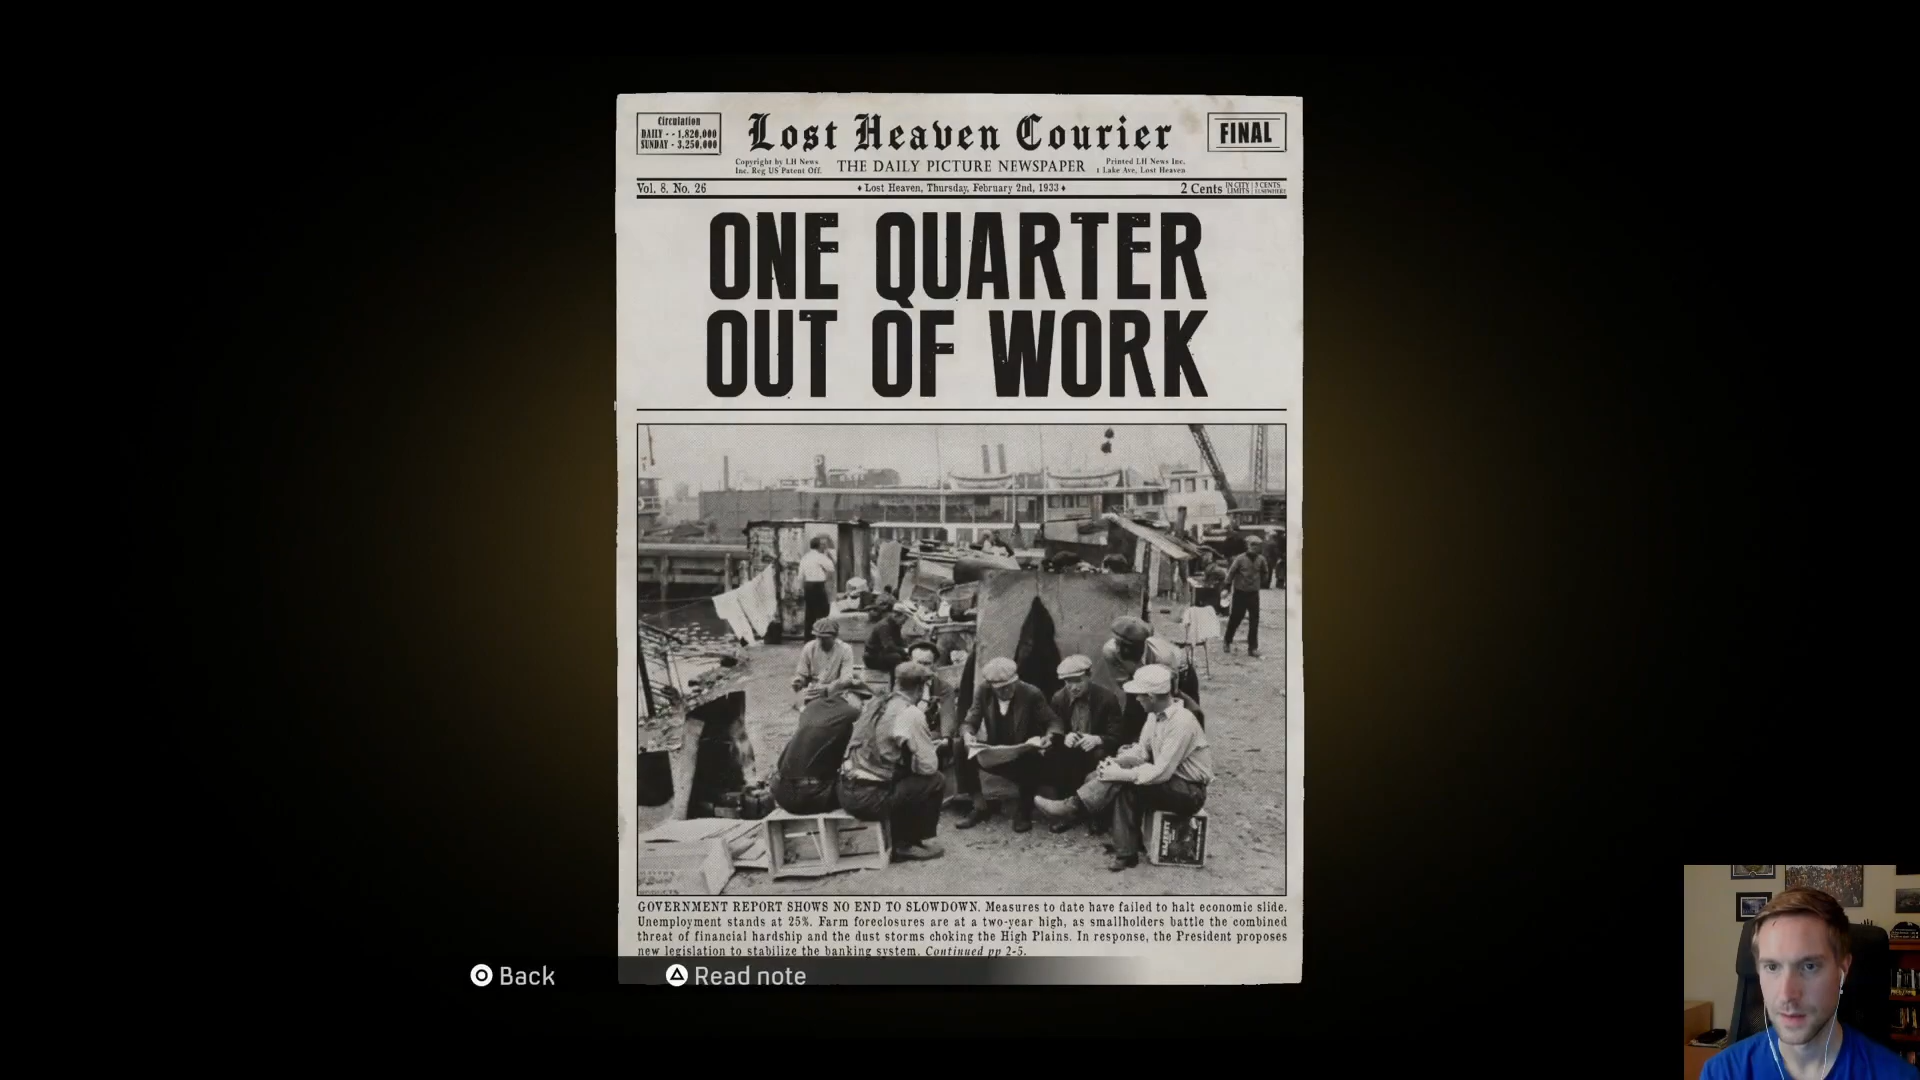 Circulation
DAILY - - 1,820,000
SUNDAY - 3,250,000
Lost Heaven Courier
FINAL
Copyright by LH News
Inc. Reg US Patent Off.
THE DAILY PICTURE NEWSPAPER
Printed LH News Inc.
1 Lake Ave, Lost Heaven
Vol. 8. No. 26
♦ Lost Heaven, Thursday, February 2nd, 1933 ♦
2 Cents IN CITY LIMITS | 3 CENTS ELSEWHERE
ONE QUARTER
OUT OF WORK
GOVERNMENT REPORT SHOWS NO END TO SLOWDOWN. Measures to date have failed to halt economic slide.
Unemployment stands at 25%. Farm foreclosures are at a two-year high, as smallholders battle the combined
threat of financial hardship and the dust storms choking the High Plains. In response, the President proposes
new legislation to stabilize the banking system. Continued pp 2-5.
Back
Read note